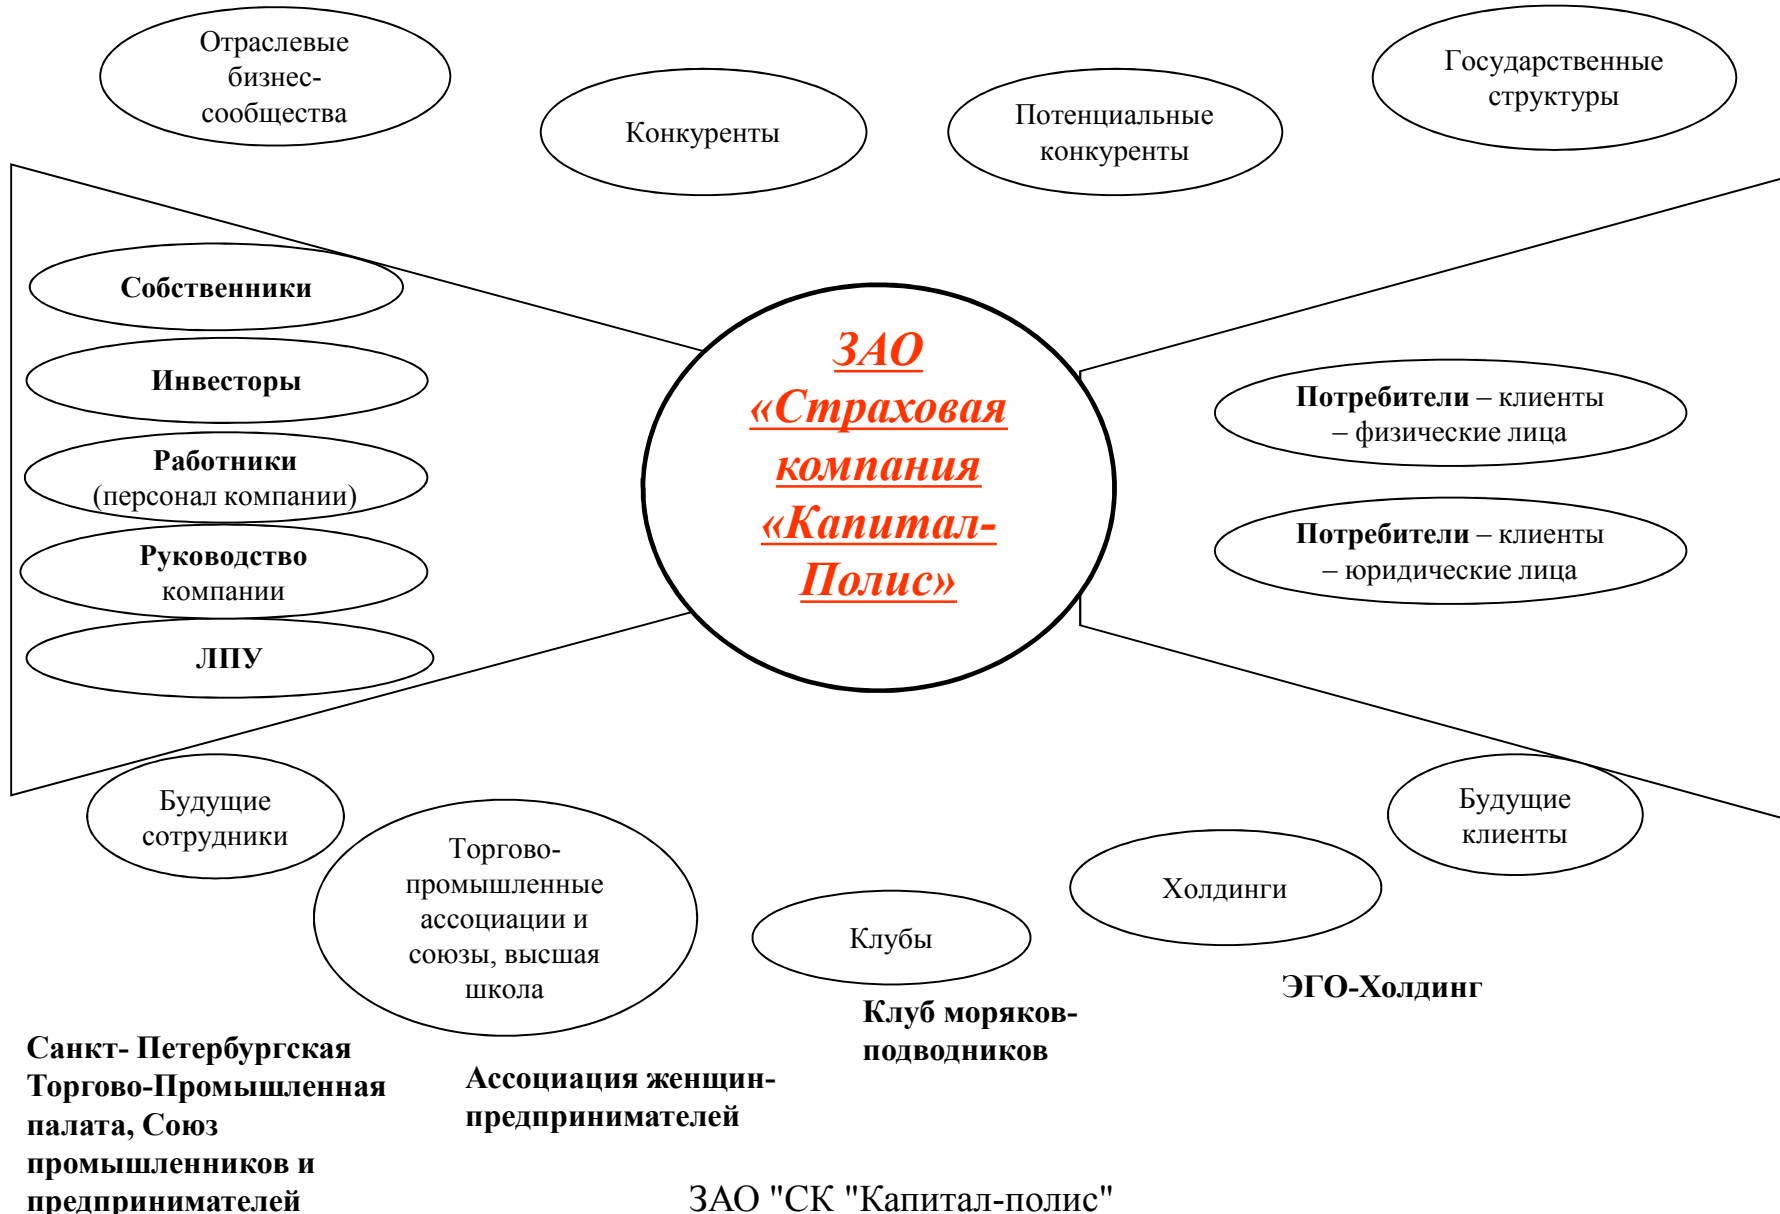 Отраслевые
бизнес-
сообщества
Конкуренты
Потенциальные
конкуренты
Государственные
структуры
Собственники
Инвесторы
Работники
(персонал компании)
Руководство
компании
ЛПУ
ЗАО
«Страховая
компания
«Капитал-
Полис»
Потребители – клиенты
– физические лица
Потребители – клиенты
– юридические лица
Будущие
сотрудники
Торгово-
промышленные
ассоциации и
союзы, высшая
школа
Клубы
Холдинги
Будущие
клиенты
Санкт- Петербургская
Торгово-Промышленная
палата, Союз
промышленников и
предпринимателей
Ассоциация женщин-
предпринимателей
Клуб моряков-
подводников
ЭГО-Холдинг
ЗАО "СК "Капитал-полис"